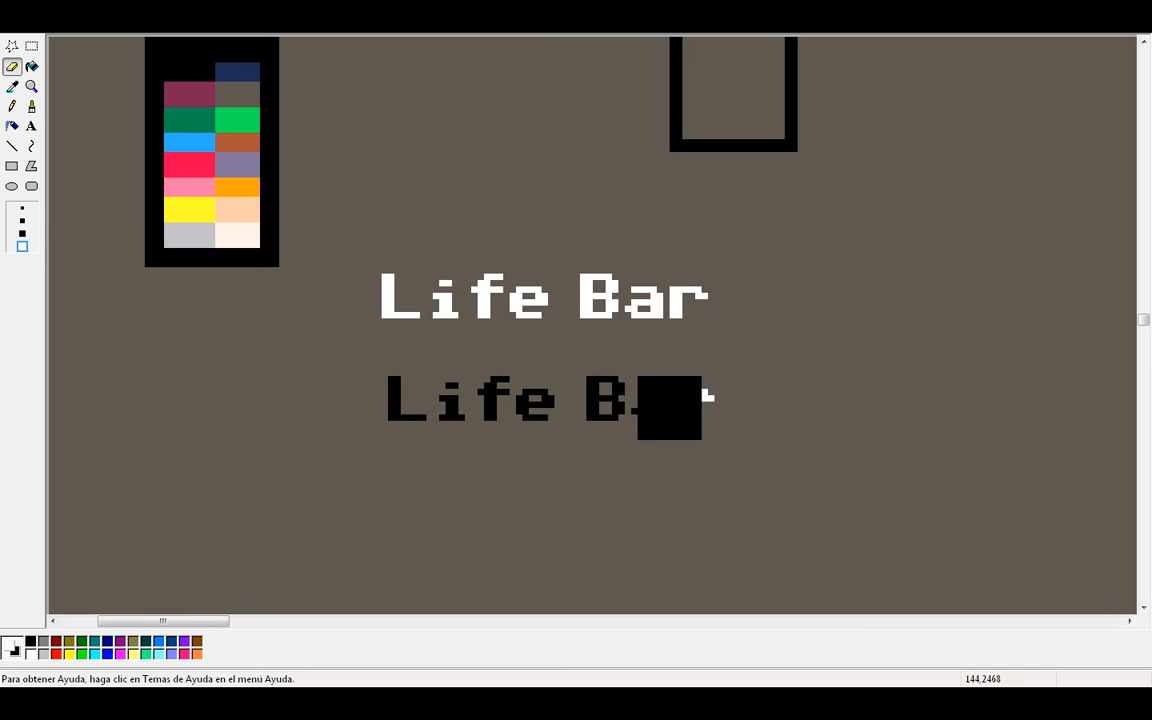 Life Bar
Life B
Para obtener Ayuda, haga clic en Temas de Ayuda en el menú Ayuda.
144,2468